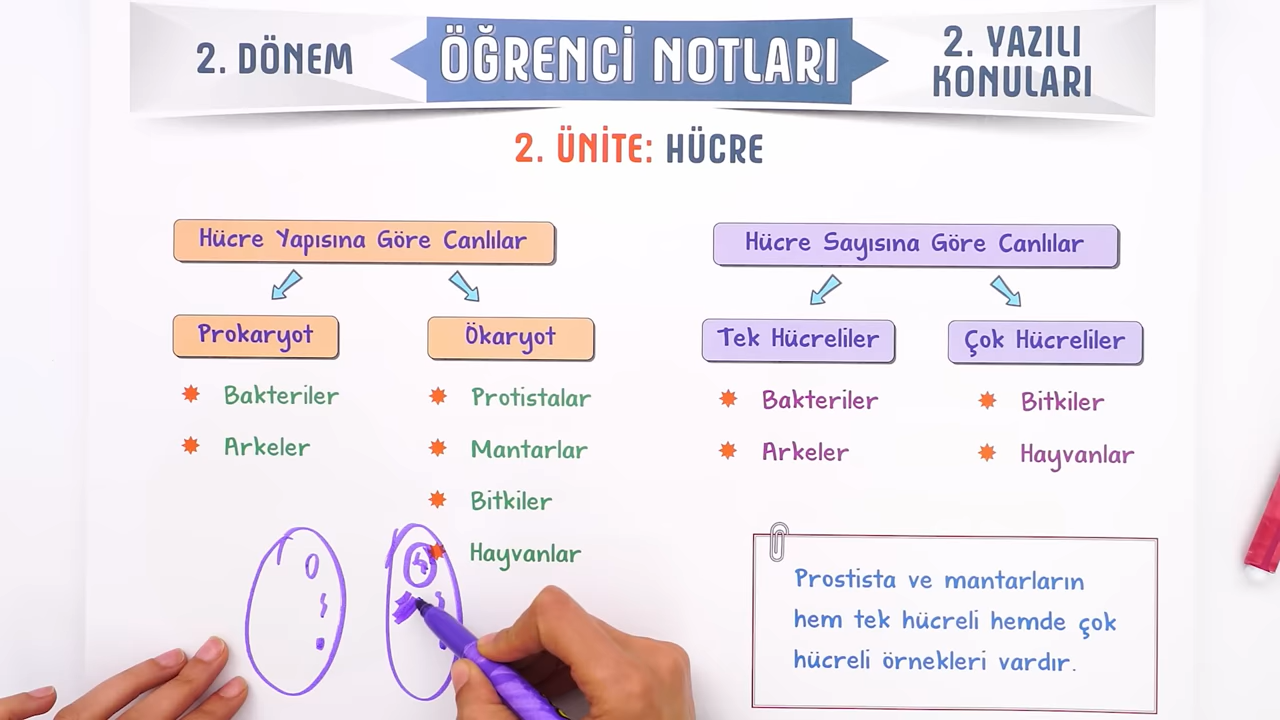 2. DÖNEM
ÖĞRENCİ NOTLARI
2. YAZILI
KONULARI
2. ÜNİTE: HÜCRE
Hücre Yapısına Göre Canlılar
Prokaryot
Ökaryot
Bakteriler
Arkeler
Protistalar
Mantarlar
Bitkiler
Hayvanlar
Hücre Sayısına Göre Canlılar
Tek Hücreliler
Çok Hücreliler
Bakteriler
Arkeler
Bitkiler
Hayvanlar
Prostista ve mantarların
hem tek hücreli hemde çok
hücreli örnekleri vardır.